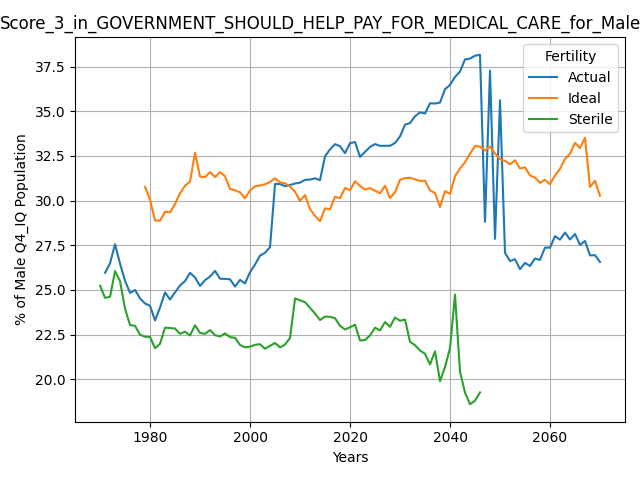 Score_3_in_GOVERNMENT_SHOULD_HELP_PAY_FOR_MEDICAL_CARE_for_Male
Fertility
Actual
Ideal
Sterile
% of Male Q4_IQ Population
37.5
35.0
32.5
30.0
27.5
25.0
22.5
20.0
1980 2000 2020 2040 2060
Years